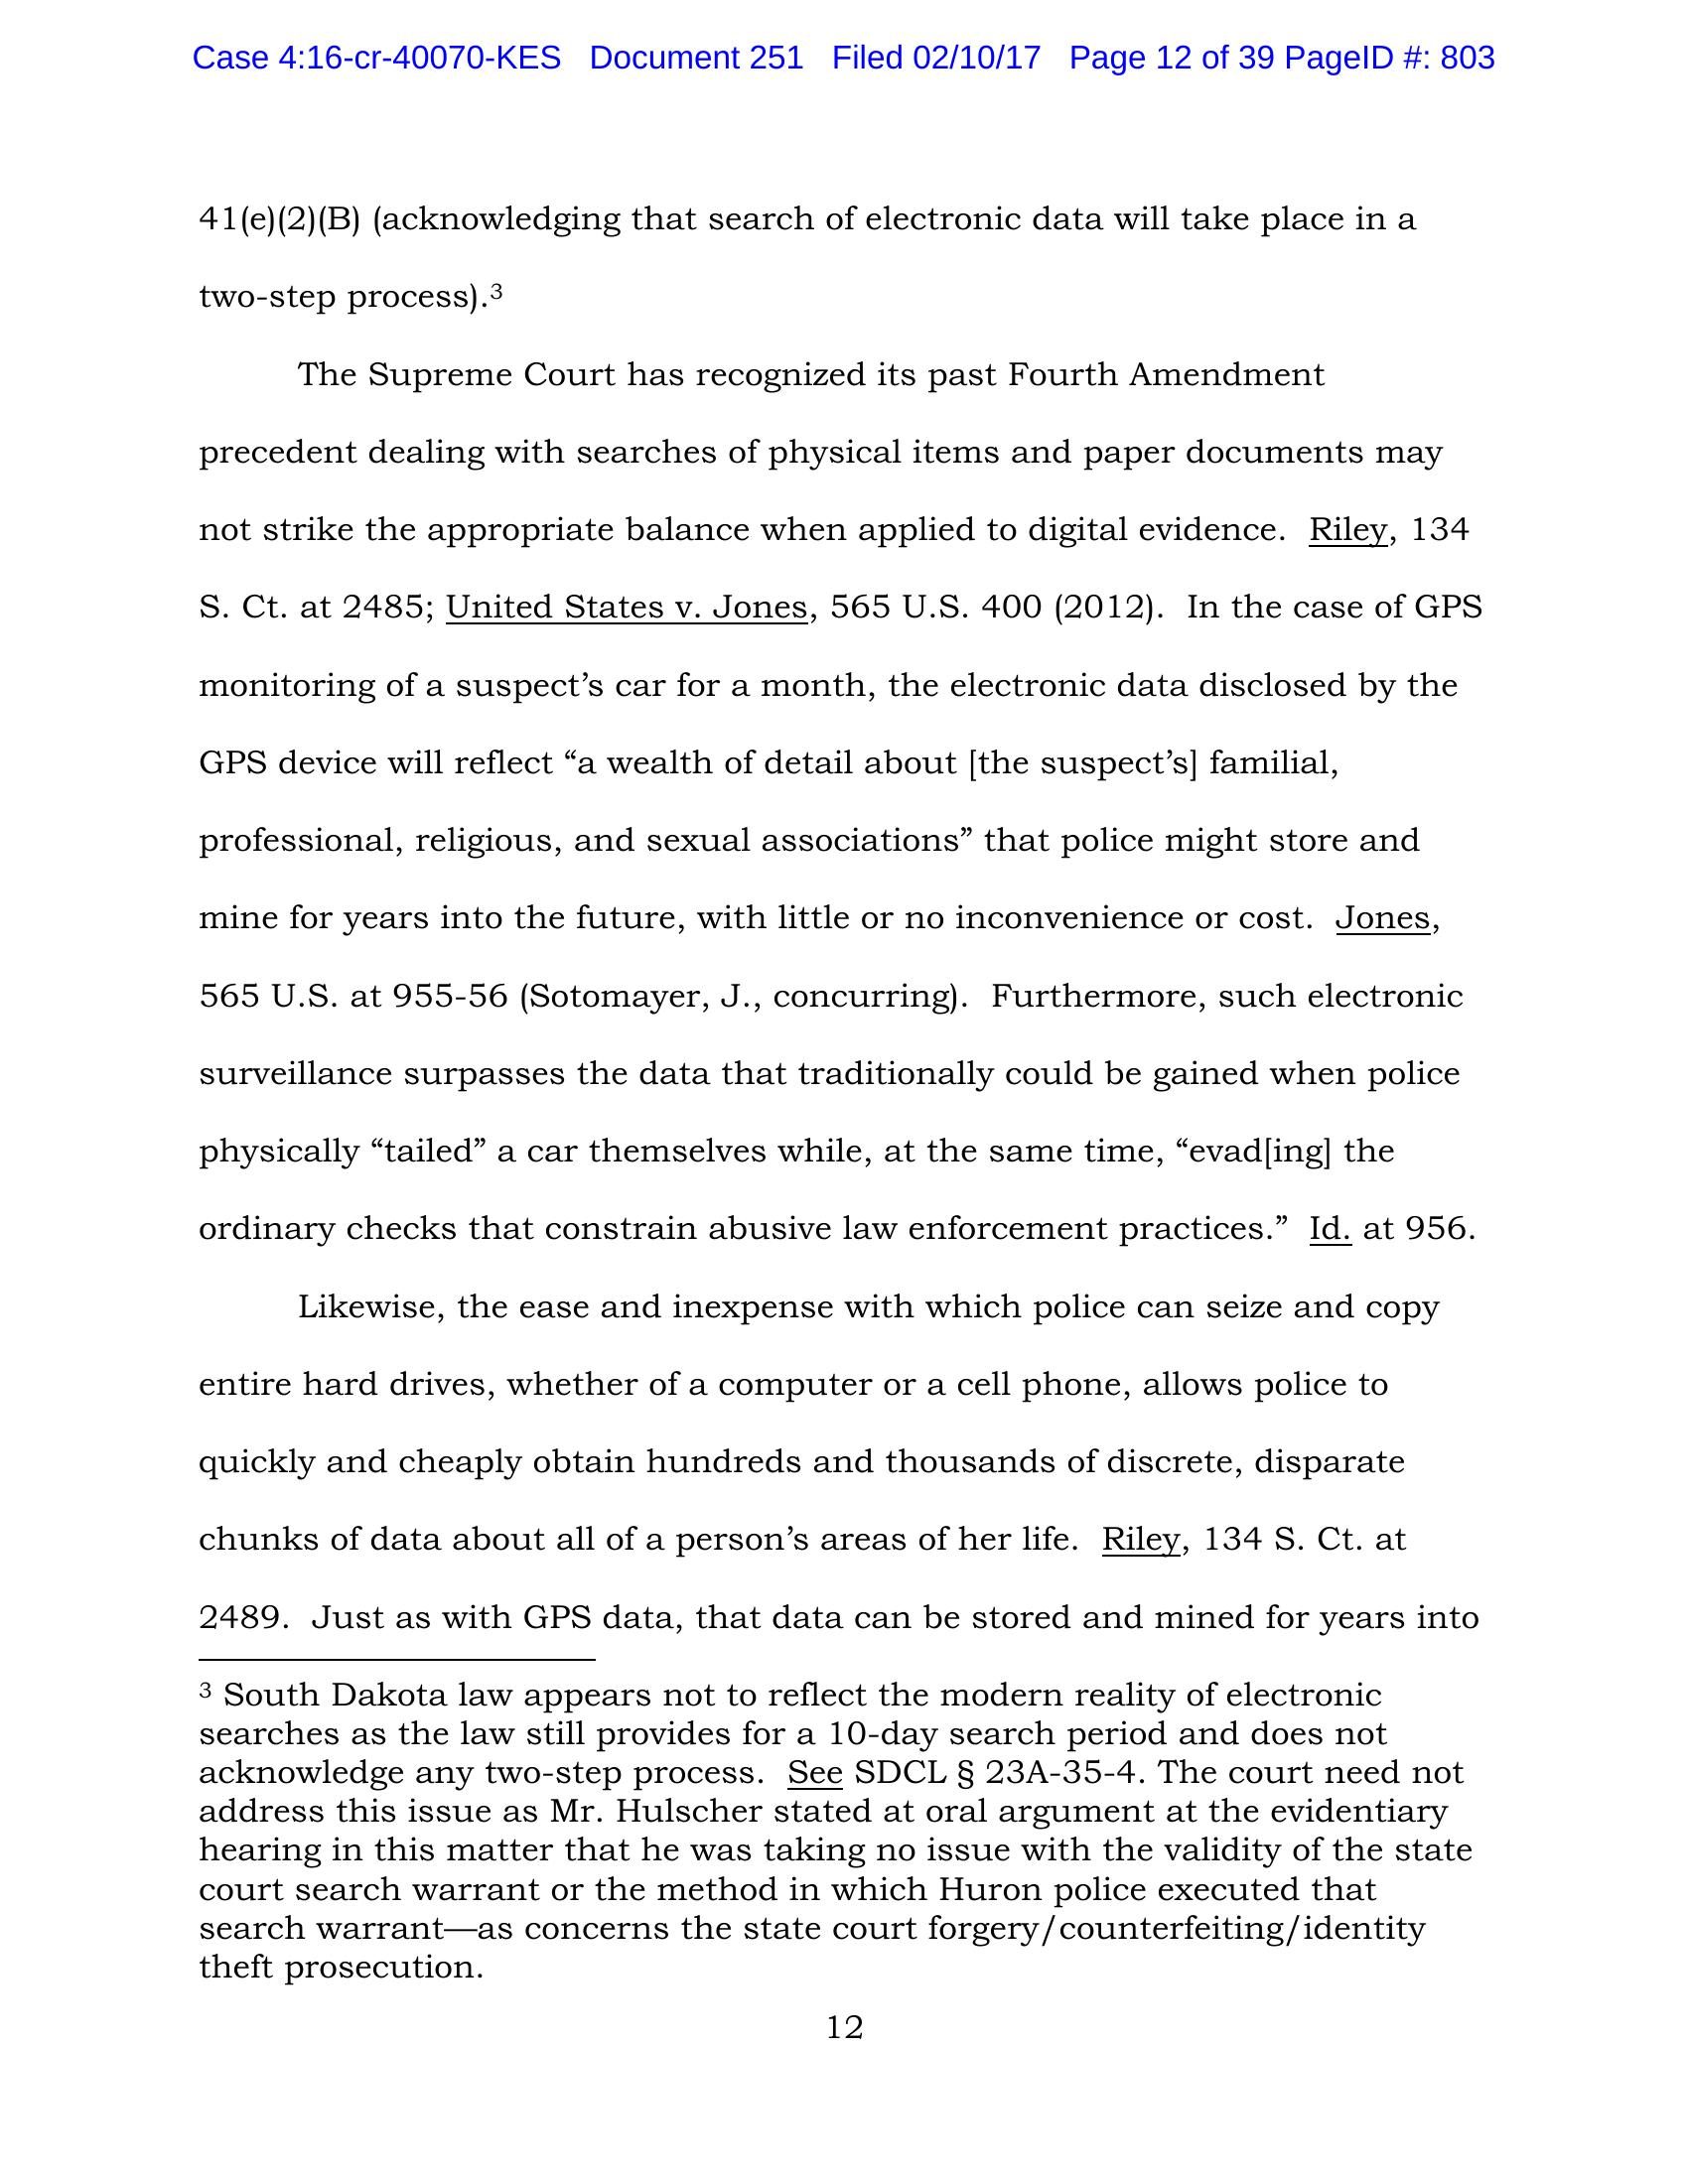 Case 4:16-cr-40070-KES Document 251 Filed 02/10/17 Page 12 of 39 PageID #: 803
41(e)(2)(B) (acknowledging that search of electronic data will take place in a
two-step process).3
The Supreme Court has recognized its past Fourth Amendment
precedent dealing with searches of physical items and paper documents may
not strike the appropriate balance when applied to digital evidence. Riley, 134
S. Ct. at 2485; United States v. Jones, 565 U.S. 400 (2012). In the case of GPS
monitoring of a suspect’s car for a month, the electronic data disclosed by the
GPS device will reflect “a wealth of detail about [the suspect’s] familial,
professional, religious, and sexual associations” that police might store and
mine for years into the future, with little or no inconvenience or cost. Jones,
565 U.S. at 955-56 (Sotomayer, J., concurring). Furthermore, such electronic
surveillance surpasses the data that traditionally could be gained when police
physically “tailed” a car themselves while, at the same time, “evad[ing] the
ordinary checks that constrain abusive law enforcement practices.” Id. at 956.
Likewise, the ease and inexpense with which police can seize and copy
entire hard drives, whether of a computer or a cell phone, allows police to
quickly and cheaply obtain hundreds and thousands of discrete, disparate
chunks of data about all of a person’s areas of her life. Riley, 134 S. Ct. at
2489. Just as with GPS data, that data can be stored and mined for years into
3 South Dakota law appears not to reflect the modern reality of electronic
searches as the law still provides for a 10-day search period and does not
acknowledge any two-step process. See SDCL § 23A-35-4. The court need not
address this issue as Mr. Hulscher stated at oral argument at the evidentiary
hearing in this matter that he was taking no issue with the validity of the state
court search warrant or the method in which Huron police executed that
search warrant—as concerns the state court forgery/counterfeiting/identity
theft prosecution.
12